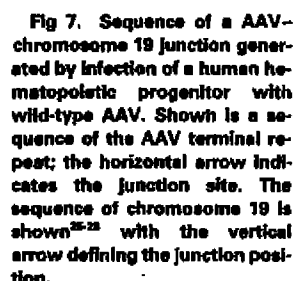 Fig 7. Sequence of a AAV–
chromosome 19 junction gener-
ated by infection of a human he-
matopoietic progenitor with
wild-type AAV. Shown is a se-
quence of the AAV terminal re-
peat; the horizontal arrow indi-
cates the junction site. The
sequence of chromosome 19 is
shown with the vertical
arrow defining the junction posi-
tion.